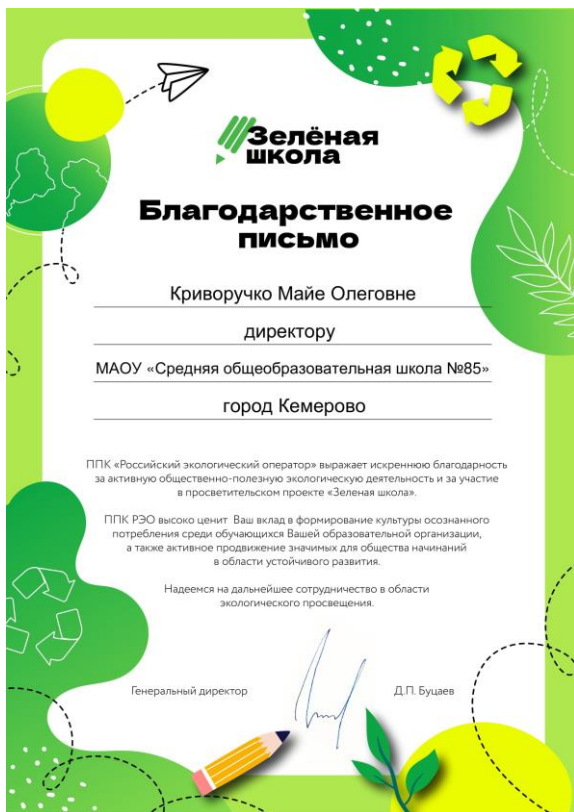 Зелёная
школа
Благодарственное
письмо
Криворучко Майе Олеговне
директору
МАОУ «Средняя общеобразовательная школа №85»
город Кемерово
ППК «Российский экологический оператор» выражает искреннюю благодарность
за активную общественно-полезную экологическую деятельность и за участие
в просветительском проекте «Зеленая школа».
ППК РЭО высоко ценит Ваш вклад в формирование культуры осознанного
потребления среди обучающихся Вашей образовательной организации,
а также активное продвижение значимых для общества начинаний
в области устойчивого развития.
Надеемся на дальнейшее сотрудничество в области
экологического просвещения.
Генеральный директор Д.П. Буцаев